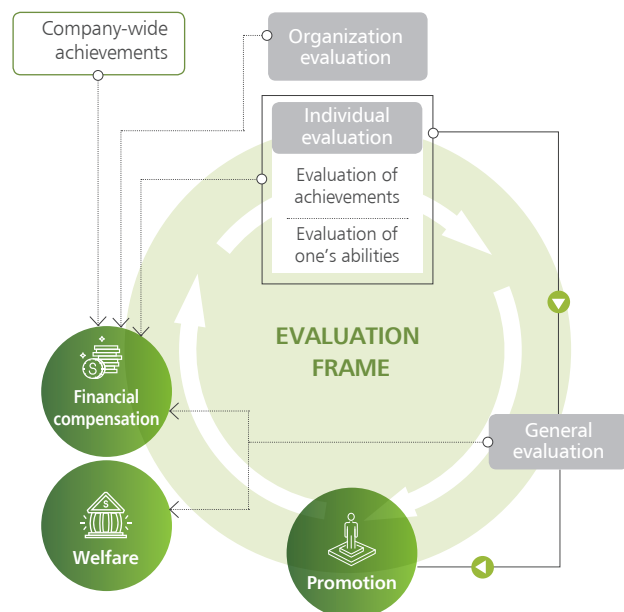 Company-wide
achievements
Organization
evaluation
Individual
evaluation
Evaluation of
achievements
Evaluation of
one's abilities
EVALUATION
FRAME
Financial
compensation
General
evaluation
Welfare
Promotion